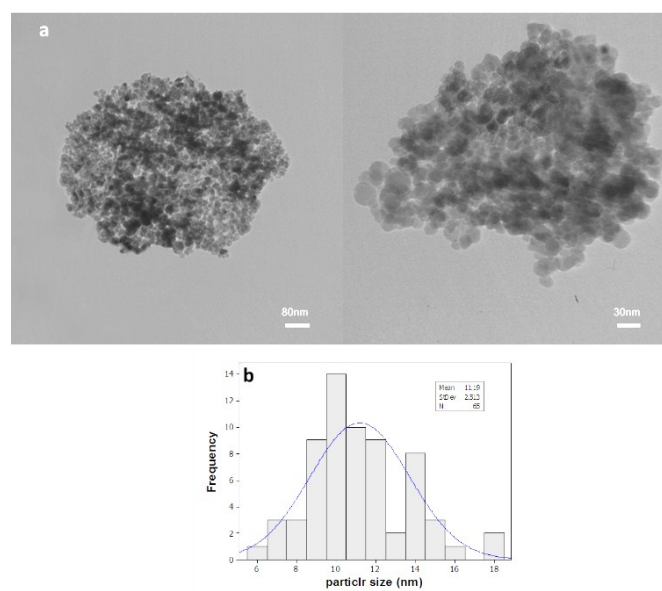 a
80nm
30nm
b
Mean 11.19
StDev 2.513
N 65
14
12
10
8
6
4
2
0
Frequency
6 8 10 12 14 16 18
particlr size (nm)